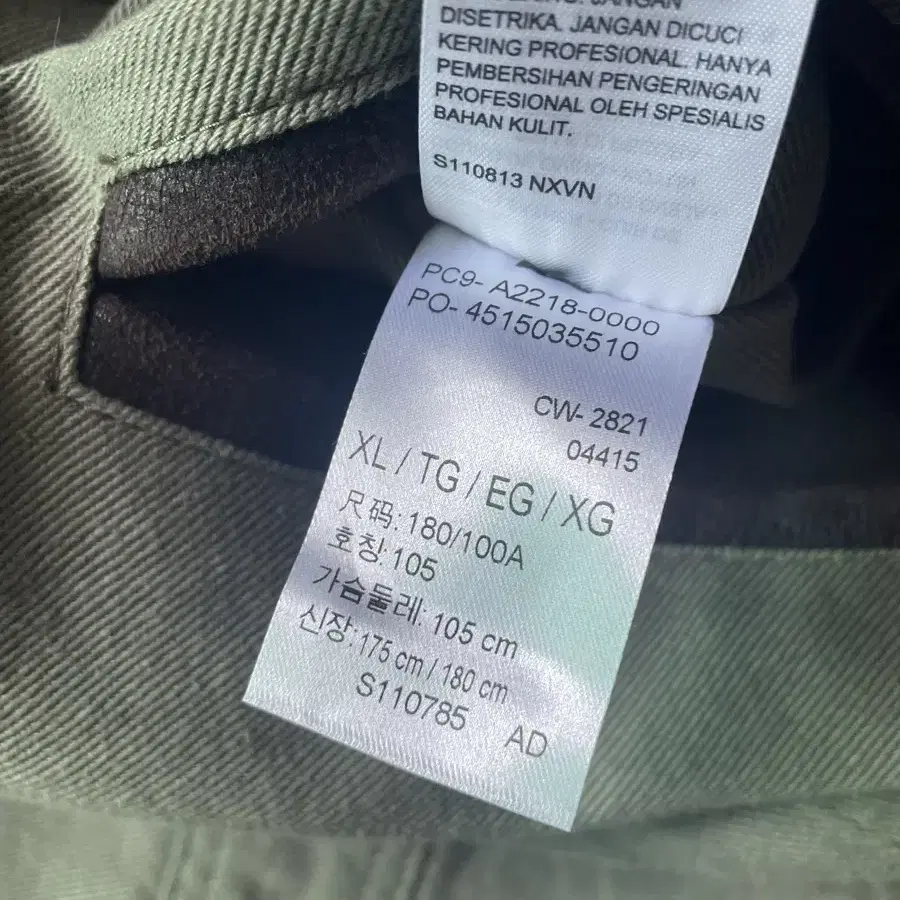 JANGAN
DISETRIKA. JANGAN DICUCI
KERING PROFESIONAL. HANYA
PEMBERSIHAN PENGERINGAN
PROFESIONAL OLEH SPESIALIS
BAHAN KULIT.
S110813 NXVN
PC9- A2218-0000
PO- 4515035510
CW- 2821
04415
XL / TG / EG / XG
尺码: 180/100A
호칭: 105
가슴둘레: 105 cm
신장: 175 cm / 180 cm
S110785 AD